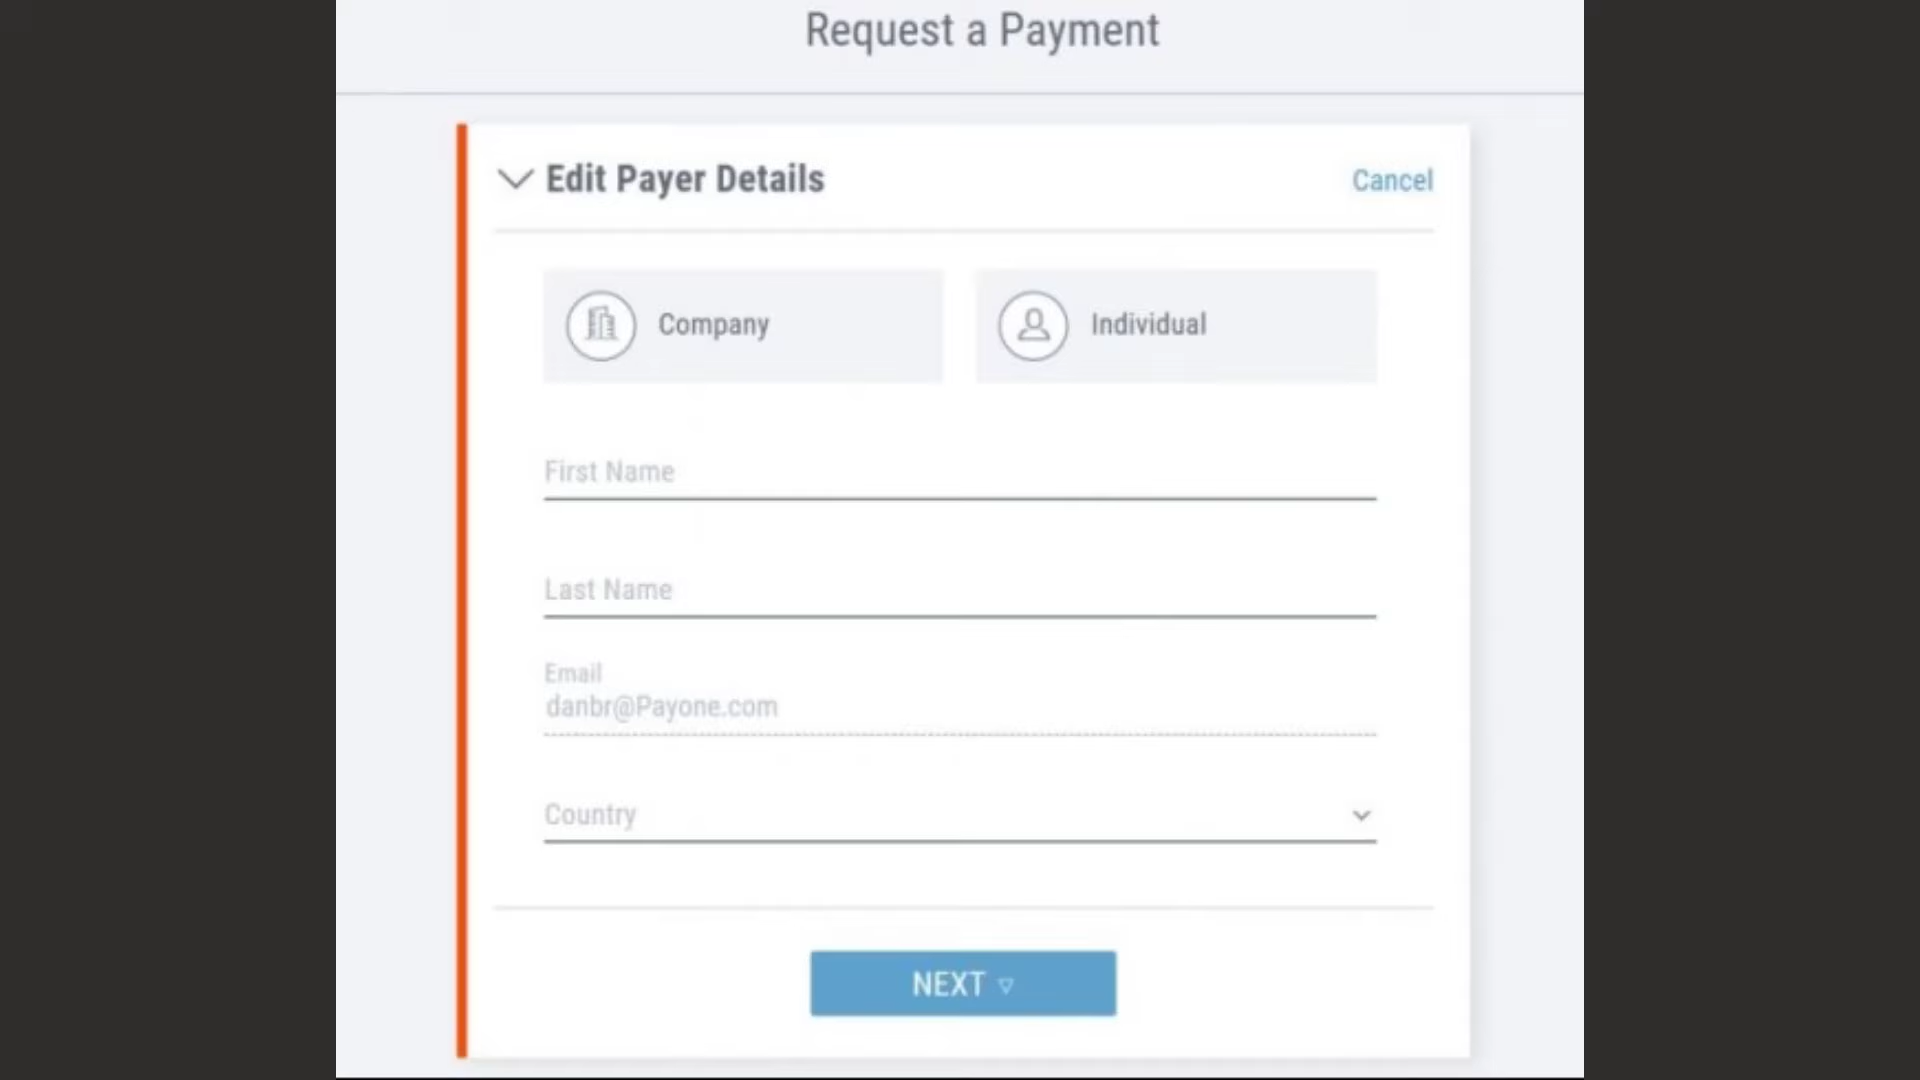 Request a Payment
Edit Payer Details
Cancel
Company
Individual
First Name
Last Name
Email
danbr@Payone.com
Country
NEXT